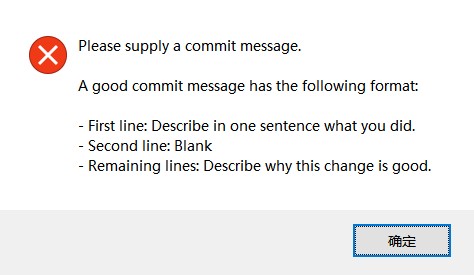 Please supply a commit message.
A good commit message has the following format:
- First line: Describe in one sentence what you did.
- Second line: Blank
- Remaining lines: Describe why this change is good.
确定